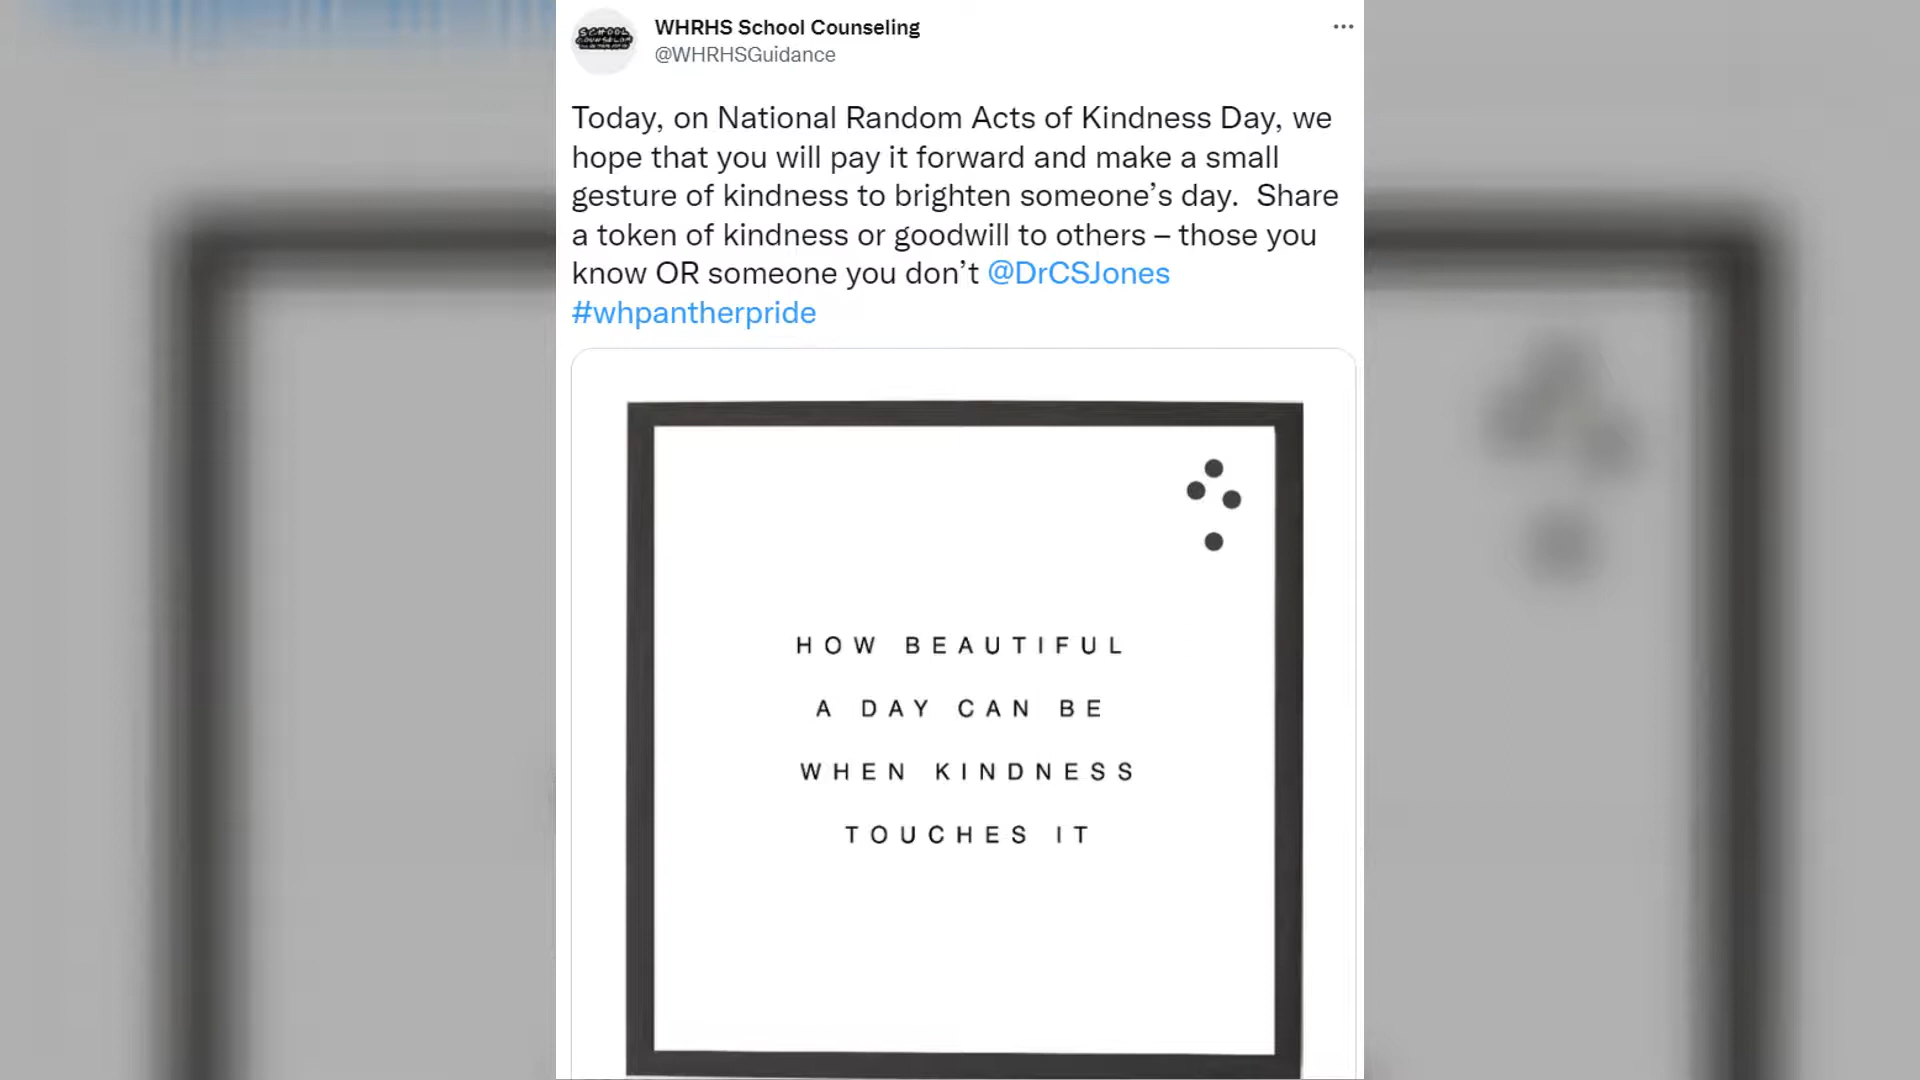 SCHOOL
COUNSELOR
WHRHS School Counseling
@WHRHSGuidance
Today, on National Random Acts of Kindness Day, we
hope that you will pay it forward and make a small
gesture of kindness to brighten someone’s day.  Share
a token of kindness or goodwill to others – those you
know OR someone you don’t @DrCSJones
#whpantherpride
HOW BEAUTIFUL
A DAY CAN BE
WHEN KINDNESS
TOUCHES IT